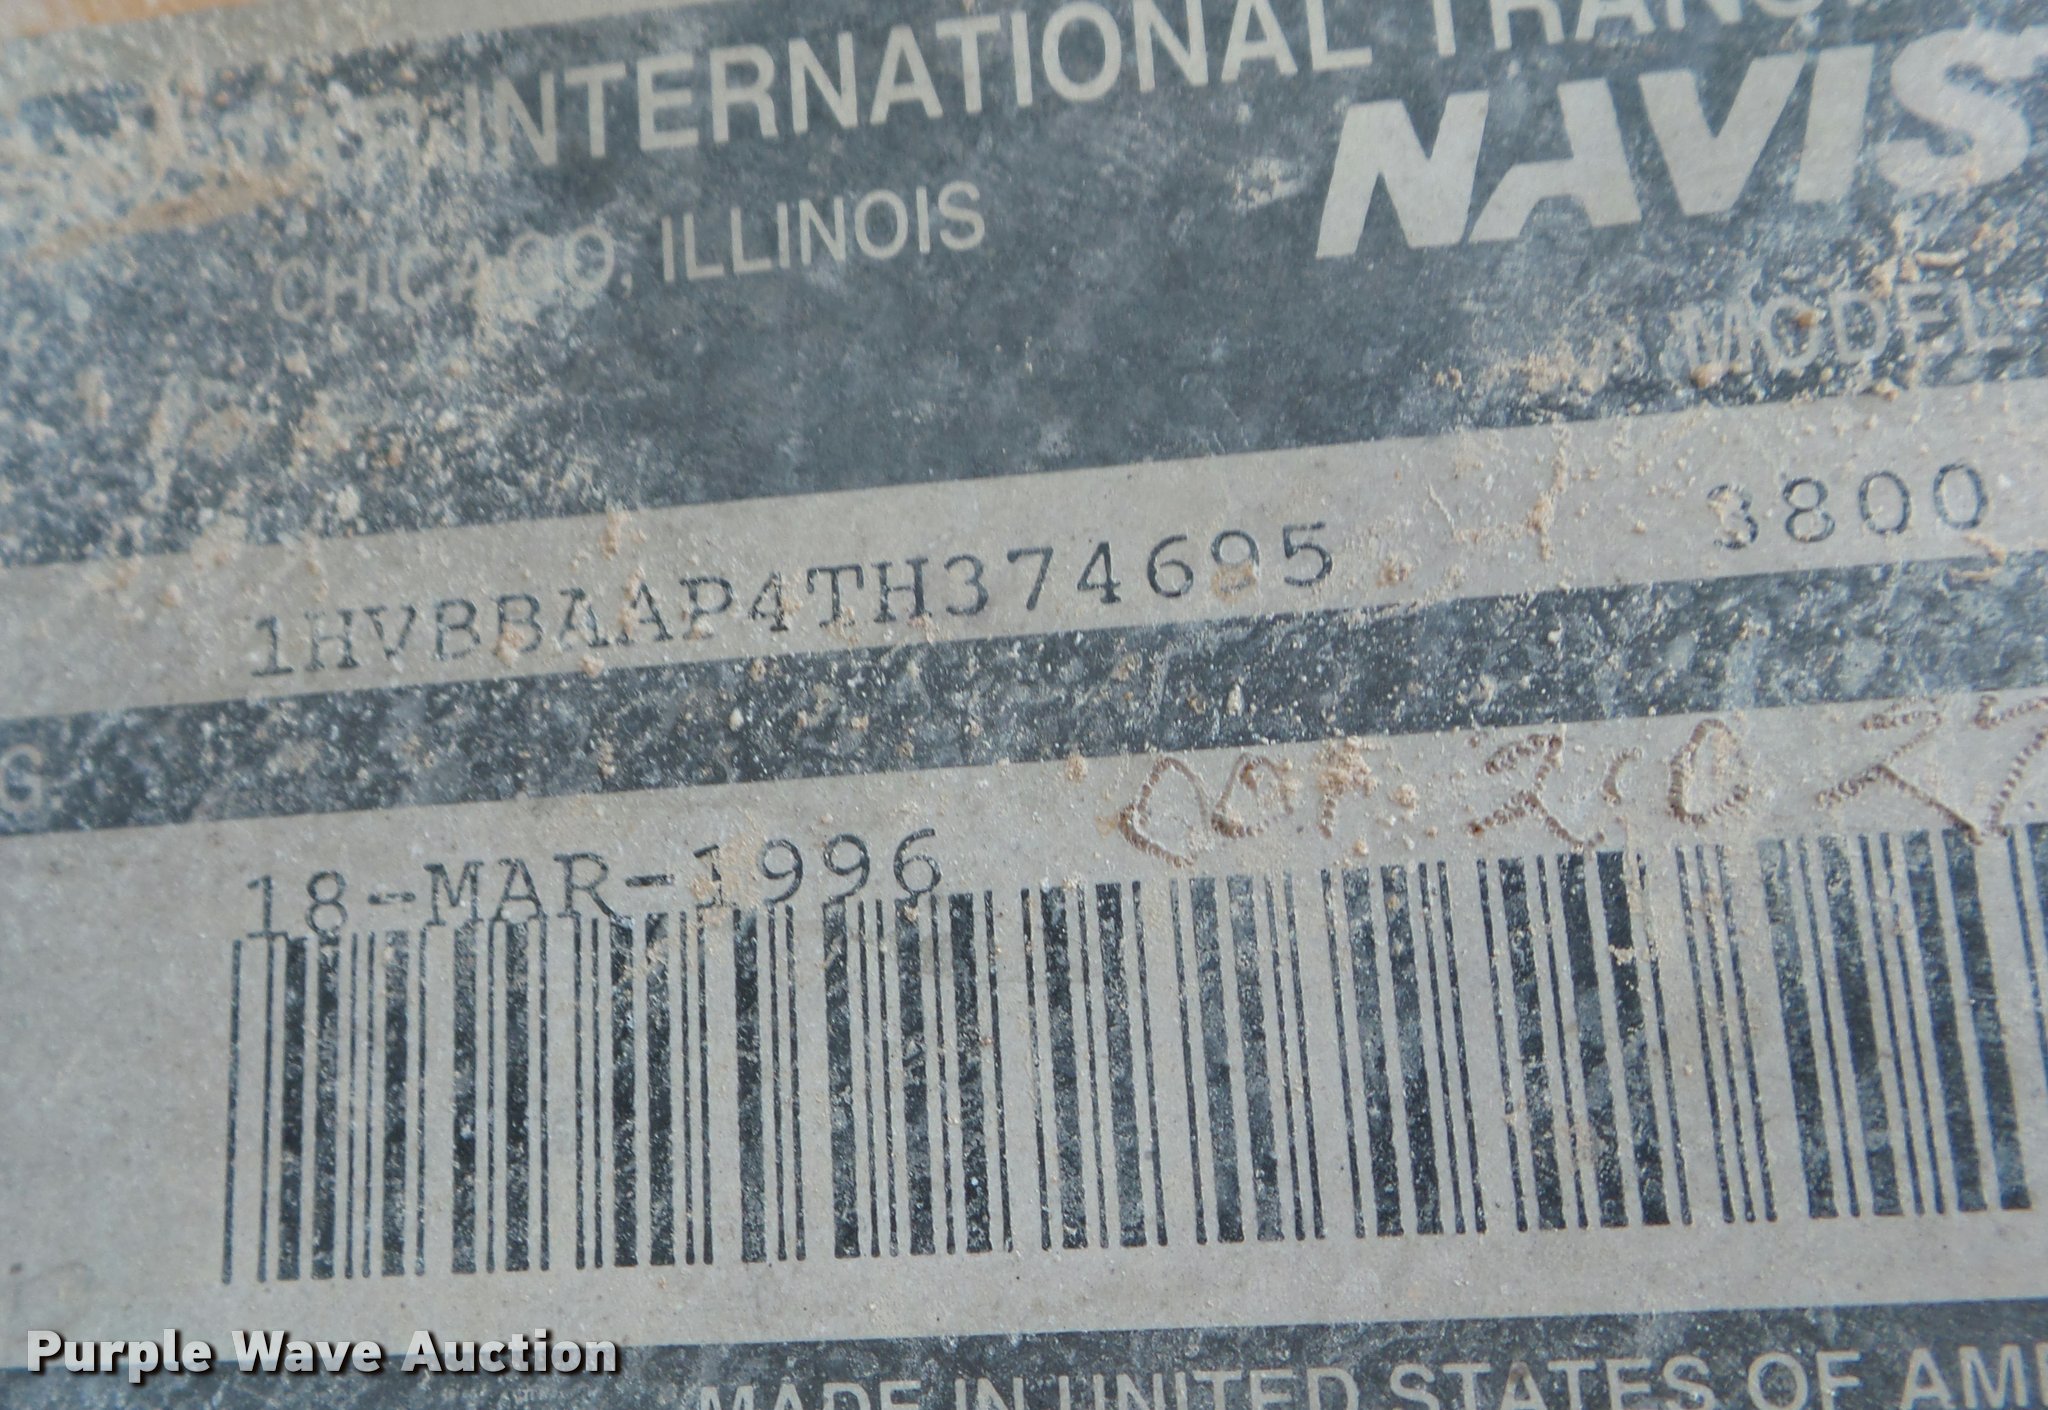 INTERNATIONAL
NAVIS
CHICAGO, ILLINOIS
MODEL
1HVBBAAP4TH374695 3800
G.
18-MAR-1996
MADE IN UNITED STATES OF AM
Purple Wave Auction